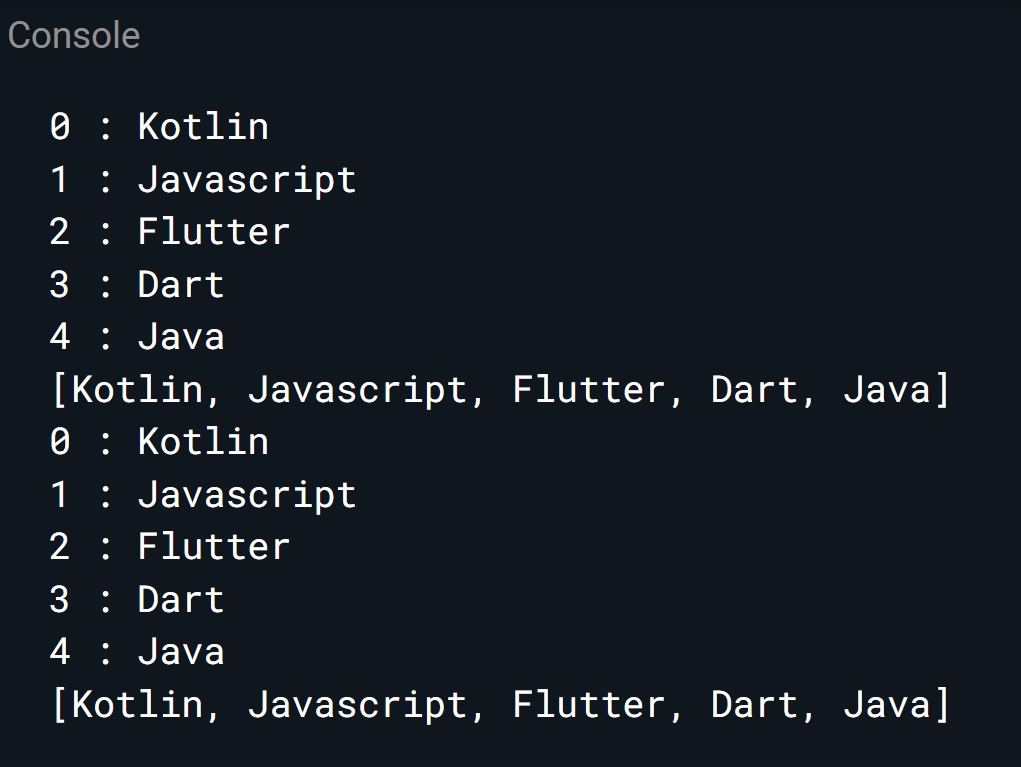 Console
0 : Kotlin
1 : Javascript
2 : Flutter
3 : Dart
4 : Java
[Kotlin, Javascript, Flutter, Dart, Java]
0 : Kotlin
1 : Javascript
2 : Flutter
3 : Dart
4 : Java
[Kotlin, Javascript, Flutter, Dart, Java]